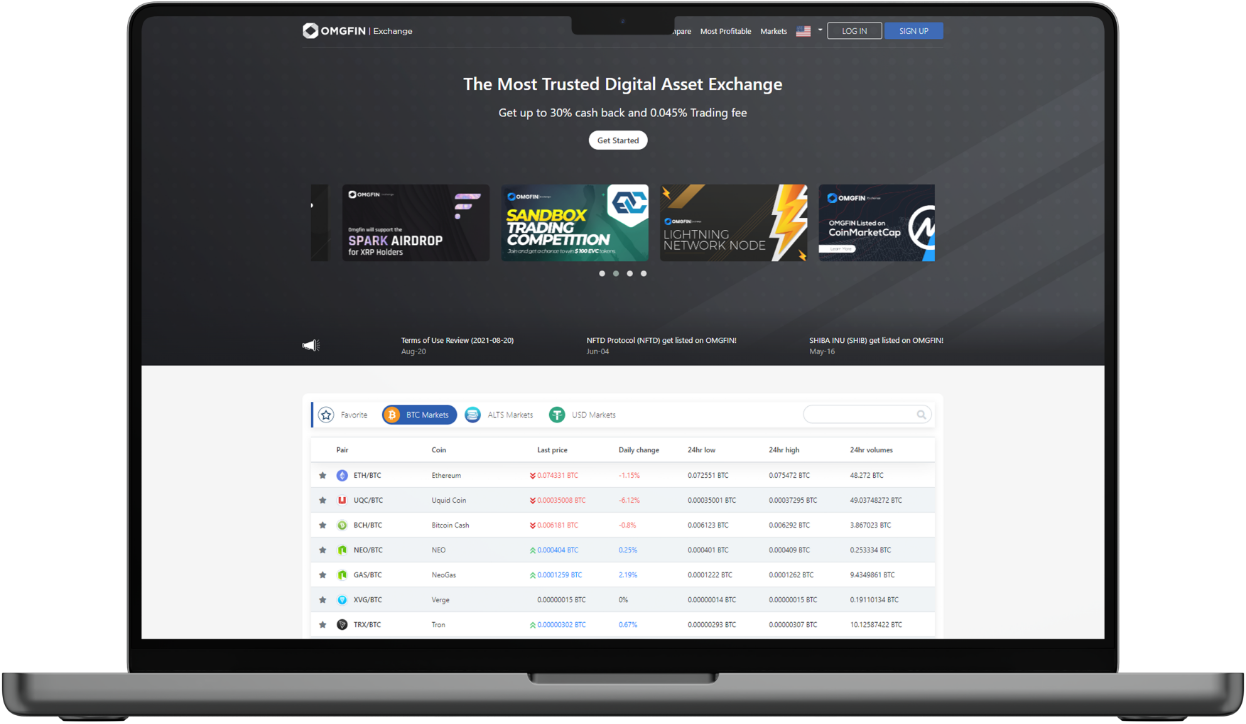 OMGFIN | Exchange
Most Profitable
Markets
LOG IN
SIGN UP
The Most Trusted Digital Asset Exchange
Get up to 30% cash back and 0.045% Trading fee
Get Started
OMGFIN
Omgfin will support the
SPARK AIRDROP
for XRP Holders
OMGFIN
SANDBOX
TRADING
COMPETITION
Join and get a chance to win $ 100 EVC tokens
OMGFIN
LIGHTNING
NETWORK NODE
OMGFIN
OMGFIN Listed on
CoinMarketCap
Learn More
Terms of Use Review (2021-08-20)
Aug-20
NFTD Protocol (NFTD) get listed on OMGFIN!
Jun-04
SHIBA INU (SHIB) get listed on OMGFIN!
May-16
Favorite
BTC Markets
ALTS Markets
USD Markets
Pair Coin Last price Daily change 24hr low 24hr high 24hr volumes
ETH/BTC Ethereum 0.074331 BTC -1.15% 0.072551 BTC 0.075472 BTC 48.272 BTC
UQC/BTC Uquid Coin 0.00035008 BTC -6.12% 0.00035001 BTC 0.00037295 BTC 49.03748272 BTC
BCH/BTC Bitcoin Cash 0.006181 BTC -0.8% 0.006123 BTC 0.006292 BTC 3.867023 BTC
NEO/BTC NEO 0.000404 BTC 0.25% 0.000401 BTC 0.000409 BTC 0.253334 BTC
GAS/BTC NeoGas 0.0001259 BTC 2.19% 0.0001222 BTC 0.0001262 BTC 9.4349861 BTC
XVG/BTC Verge 0.00000015 BTC 0% 0.00000014 BTC 0.00000015 BTC 0.19110134 BTC
TRX/BTC Tron 0.00000302 BTC 0.67% 0.00000293 BTC 0.00000307 BTC 10.12587422 BTC